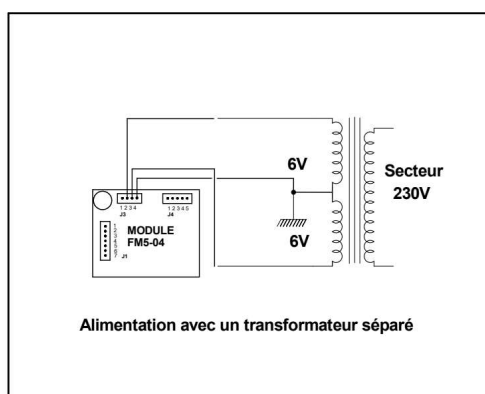 6V
Secteur
230V
1 2 3 4
J3
1 2 3 4 5
J4
1
2
3
4
5
6
7
MODULE
FM5-04
J1
6V
Alimentation avec un transformateur séparé